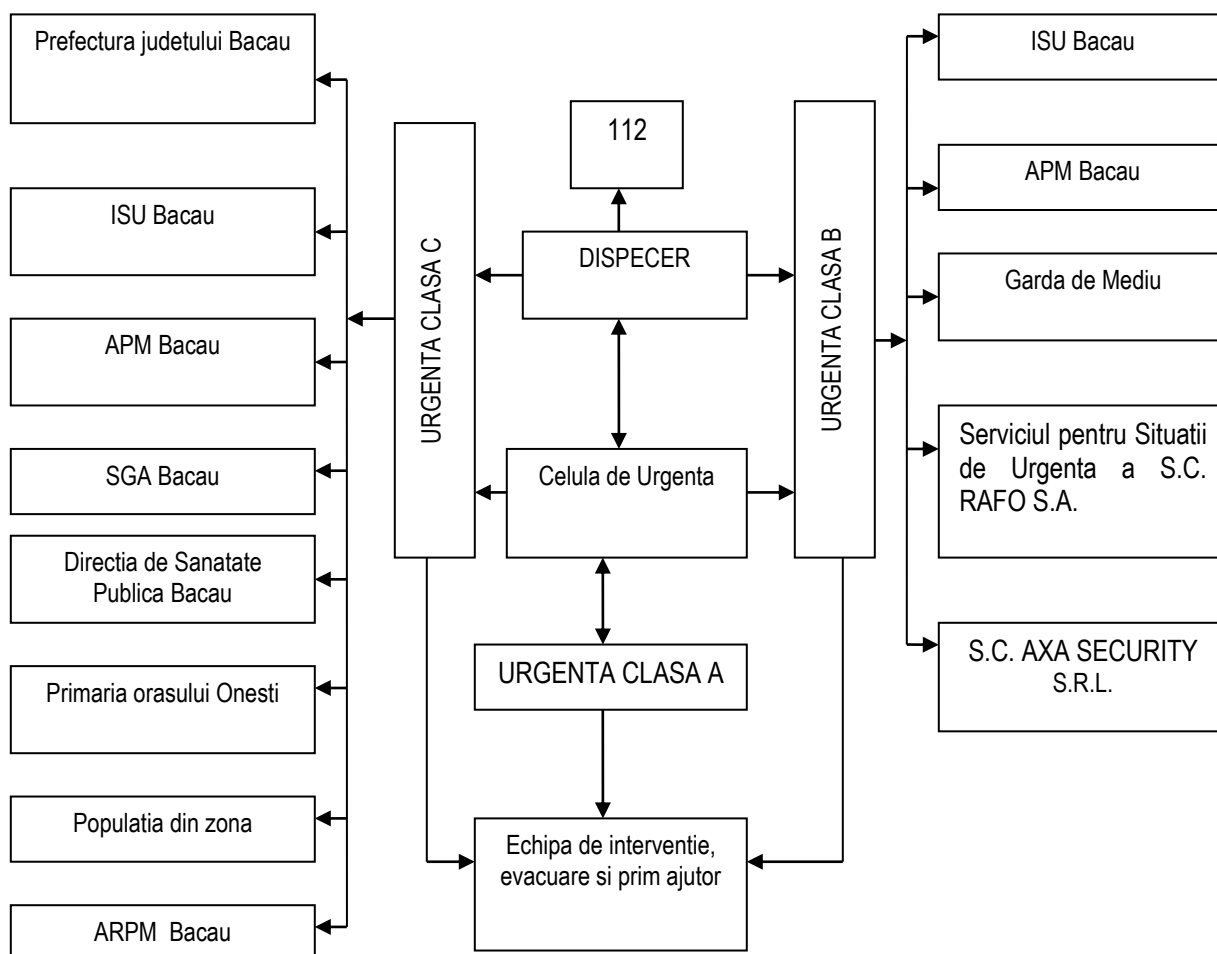 Prefectura judetului Bacau
ISU Bacau
APM Bacau
SGA Bacau
Directia de Sanatate
Publica Bacau
Primaria orasului Onesti
Populatia din zona
ARPM Bacau
URGENTA CLASA C
112
DISPECER
Celula de Urgenta
URGENTA CLASA A
Echipa de interventie,
evacuare si prim ajutor
URGENTA CLASA B
ISU Bacau
APM Bacau
Garda de Mediu
Serviciul pentru Situatii
de Urgenta a S.C.
RAFO S.A.
S.C. AXA SECURITY
S.R.L.